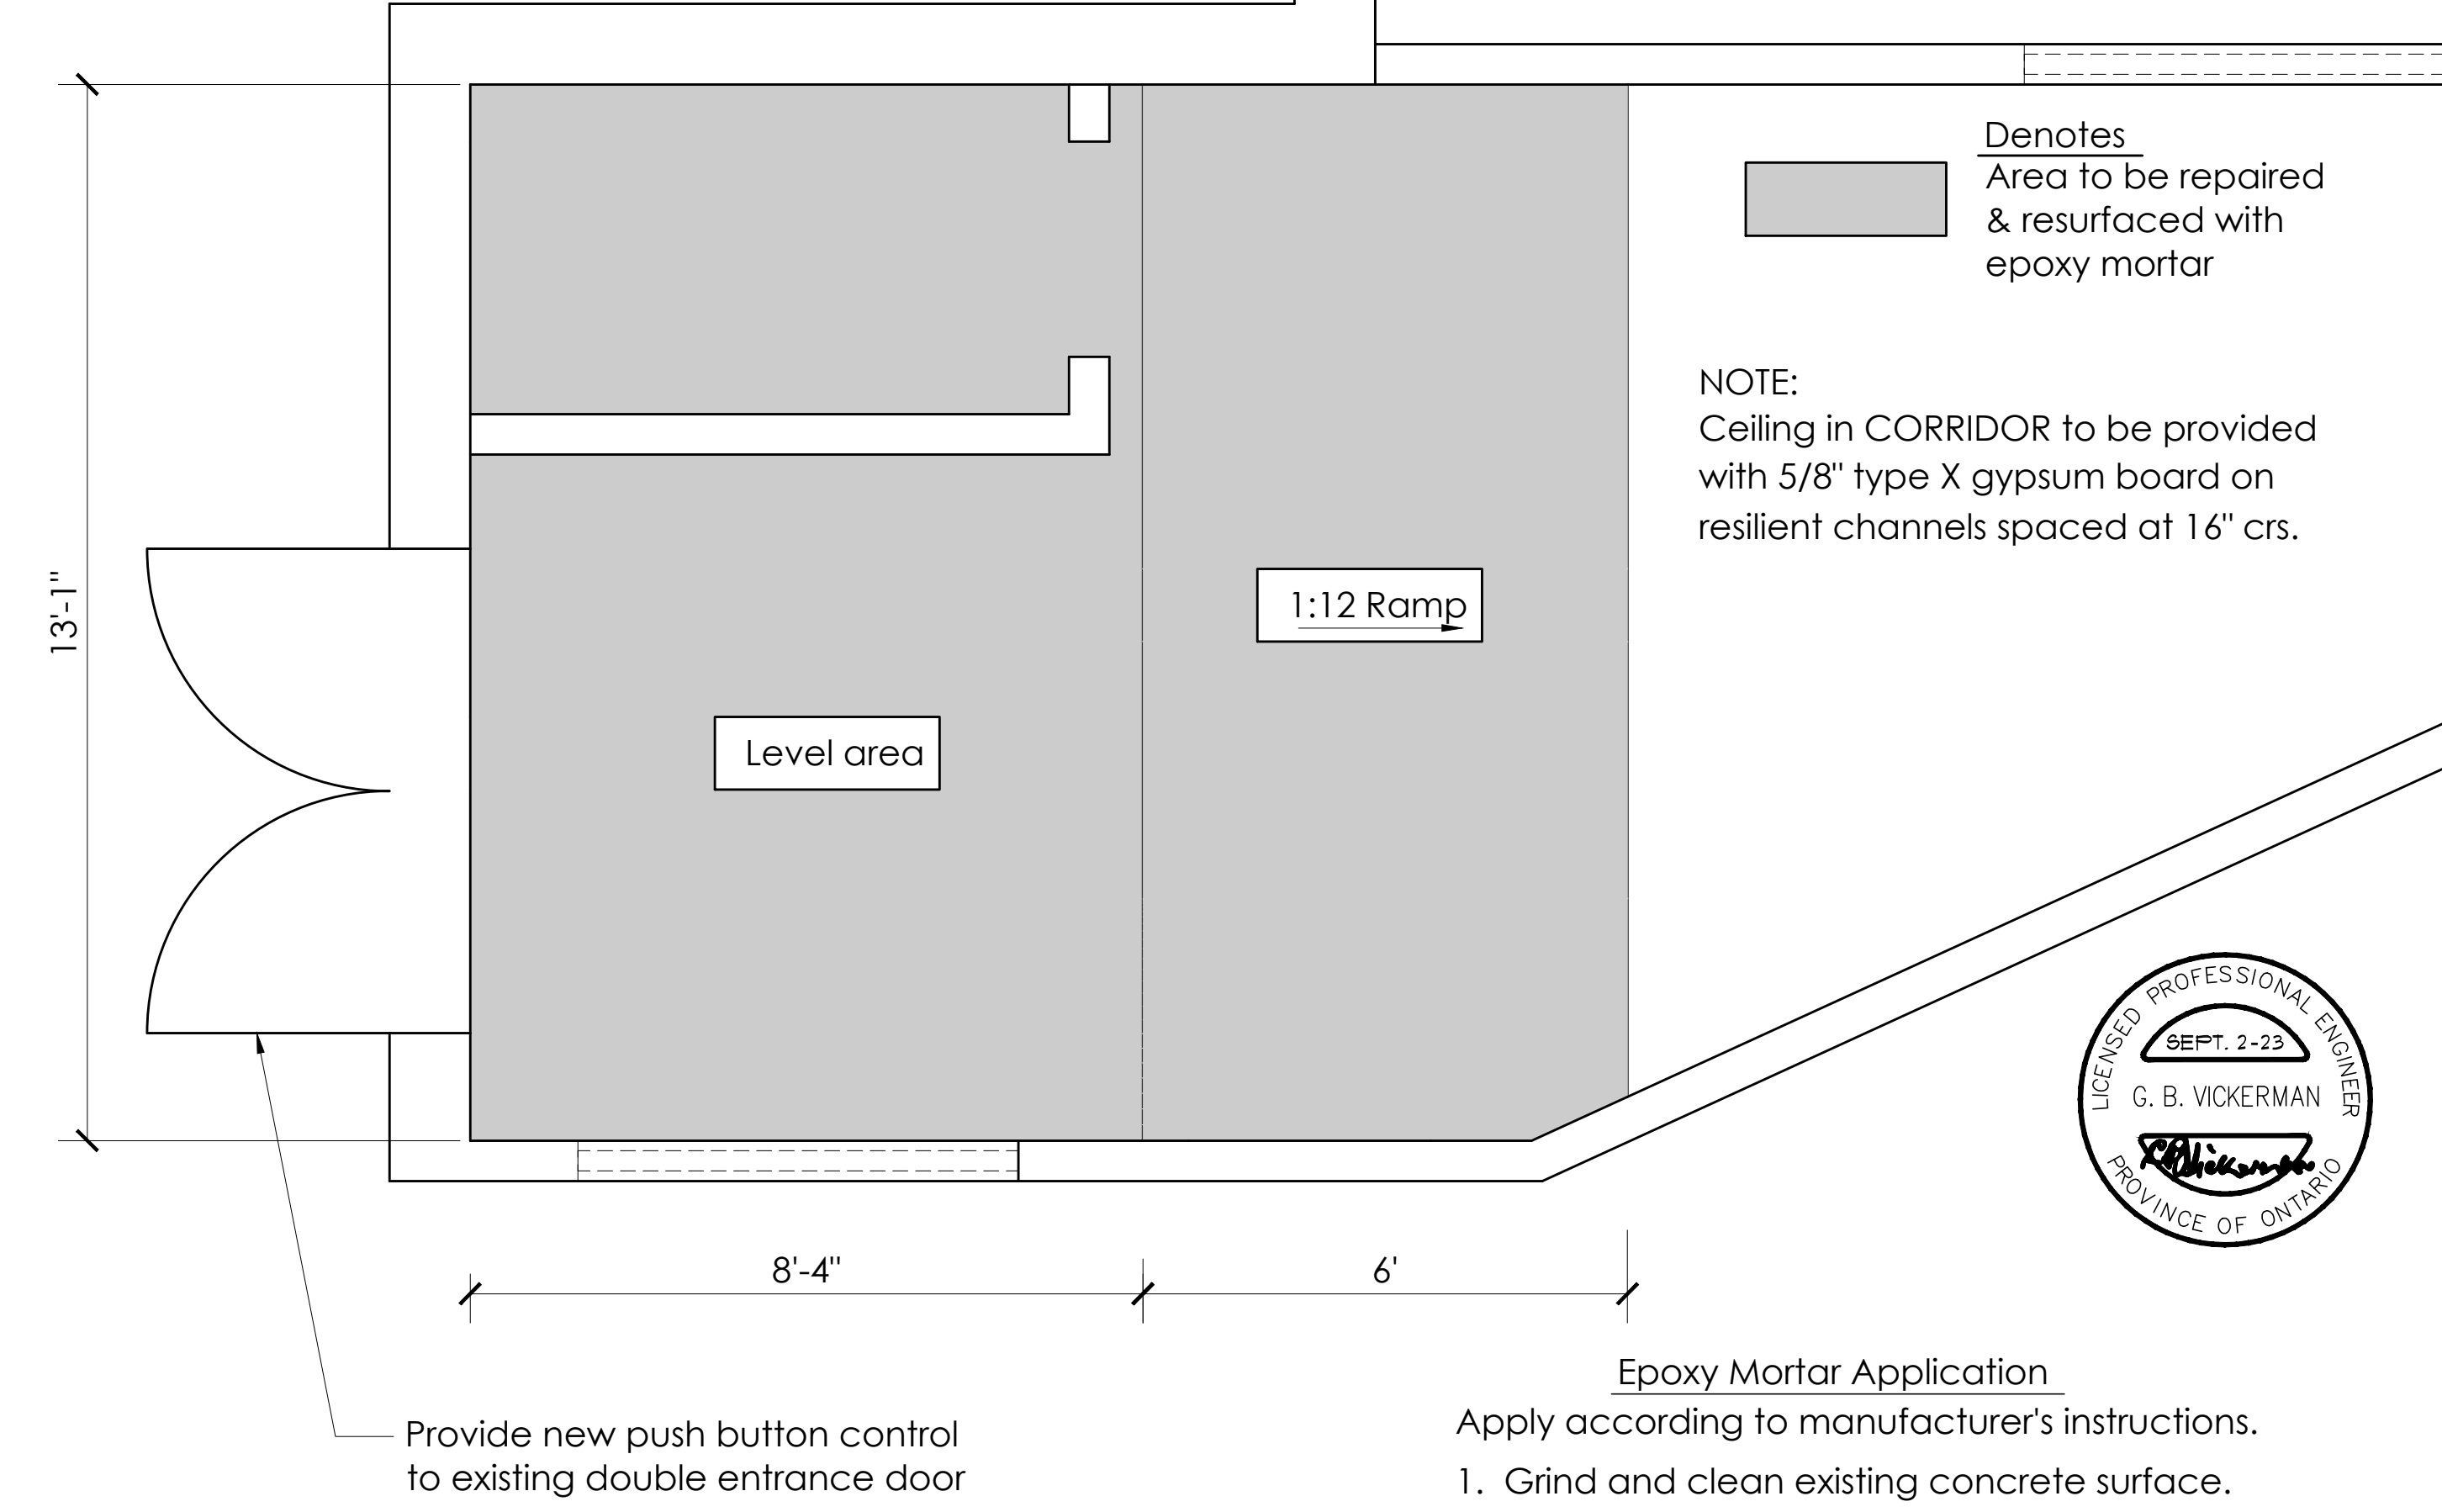 Denotes
Area to be repaired
& resurfaced with
epoxy mortar
NOTE:
Ceiling in CORRIDOR to be provided
with 5/8" type X gypsum board on
resilient channels spaced at 16" crs.
13'-1"
1:12 Ramp
Level area
LICENSED PROFESSIONAL ENGINEER
SEPT. 2-23
G. B. VICKERMAN
PROVINCE OF ONTARIO
8'-4"
6'
Provide new push button control
to existing double entrance door
Epoxy Mortar Application
Apply according to manufacturer's instructions.
1. Grind and clean existing concrete surface.